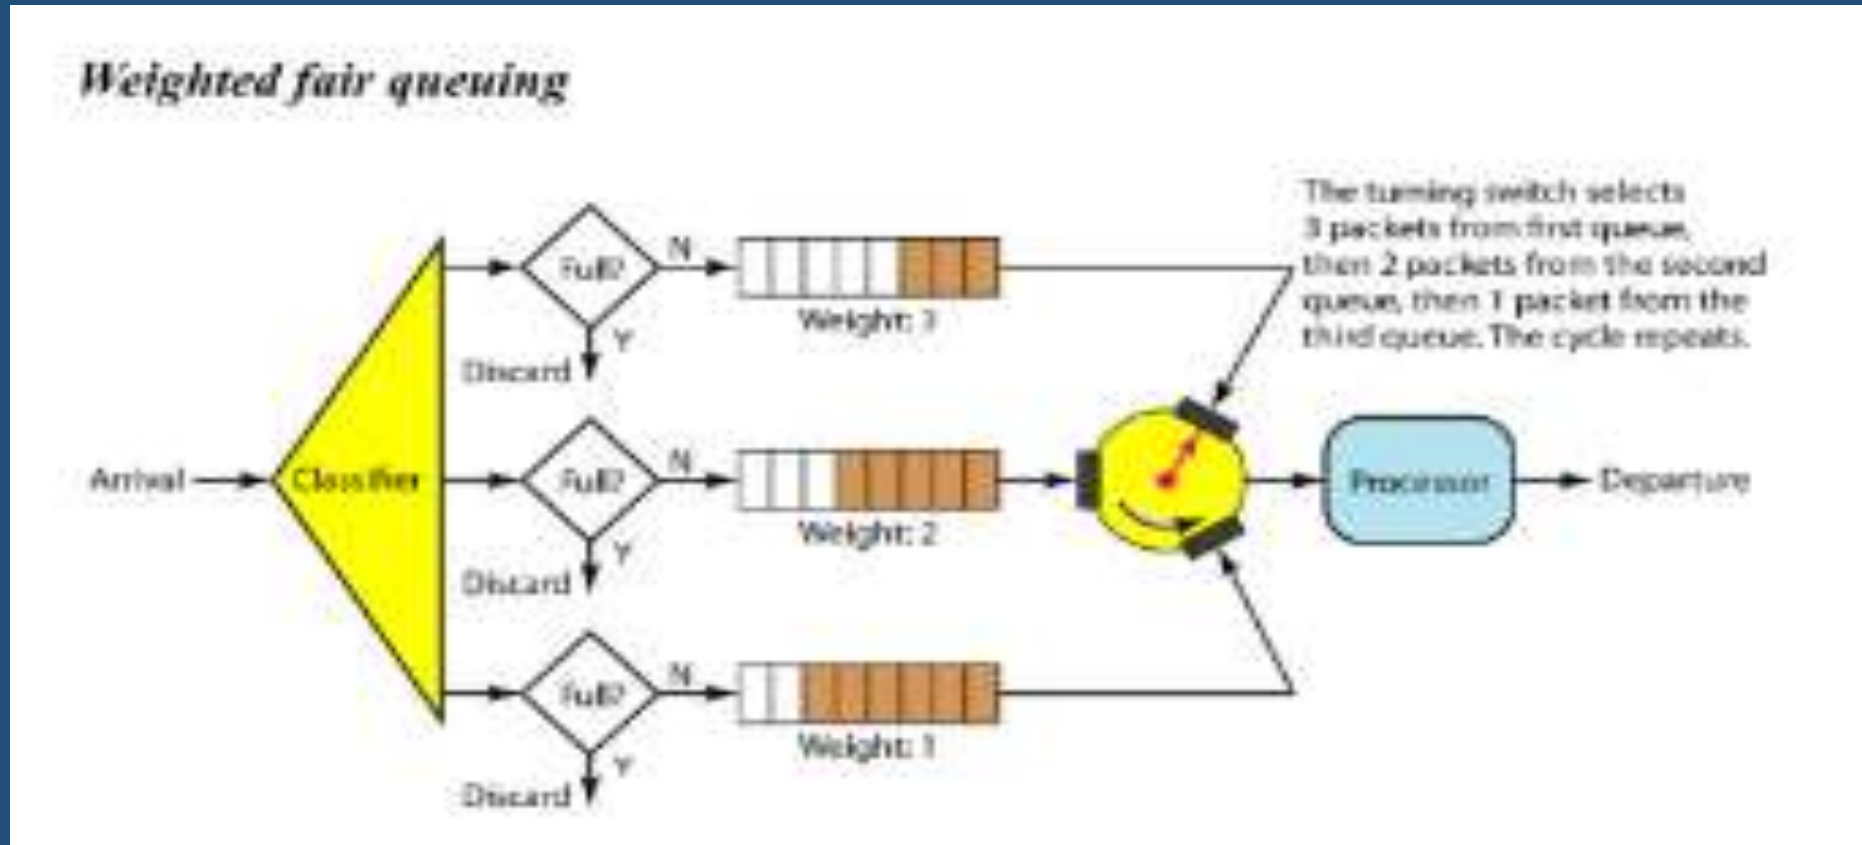 Weighted fair queuing
The turning switch selects
3 packets from first queue,
then 2 packets from the second
queue, then 1 packet from the
third queue. The cycle repeats.
Full?
N
Weight: 3
Y
Discard
Arrival
Classifier
Full?
N
Weight: 2
Y
Discard
Processor
Departure
Full?
N
Weight: 1
Y
Discard